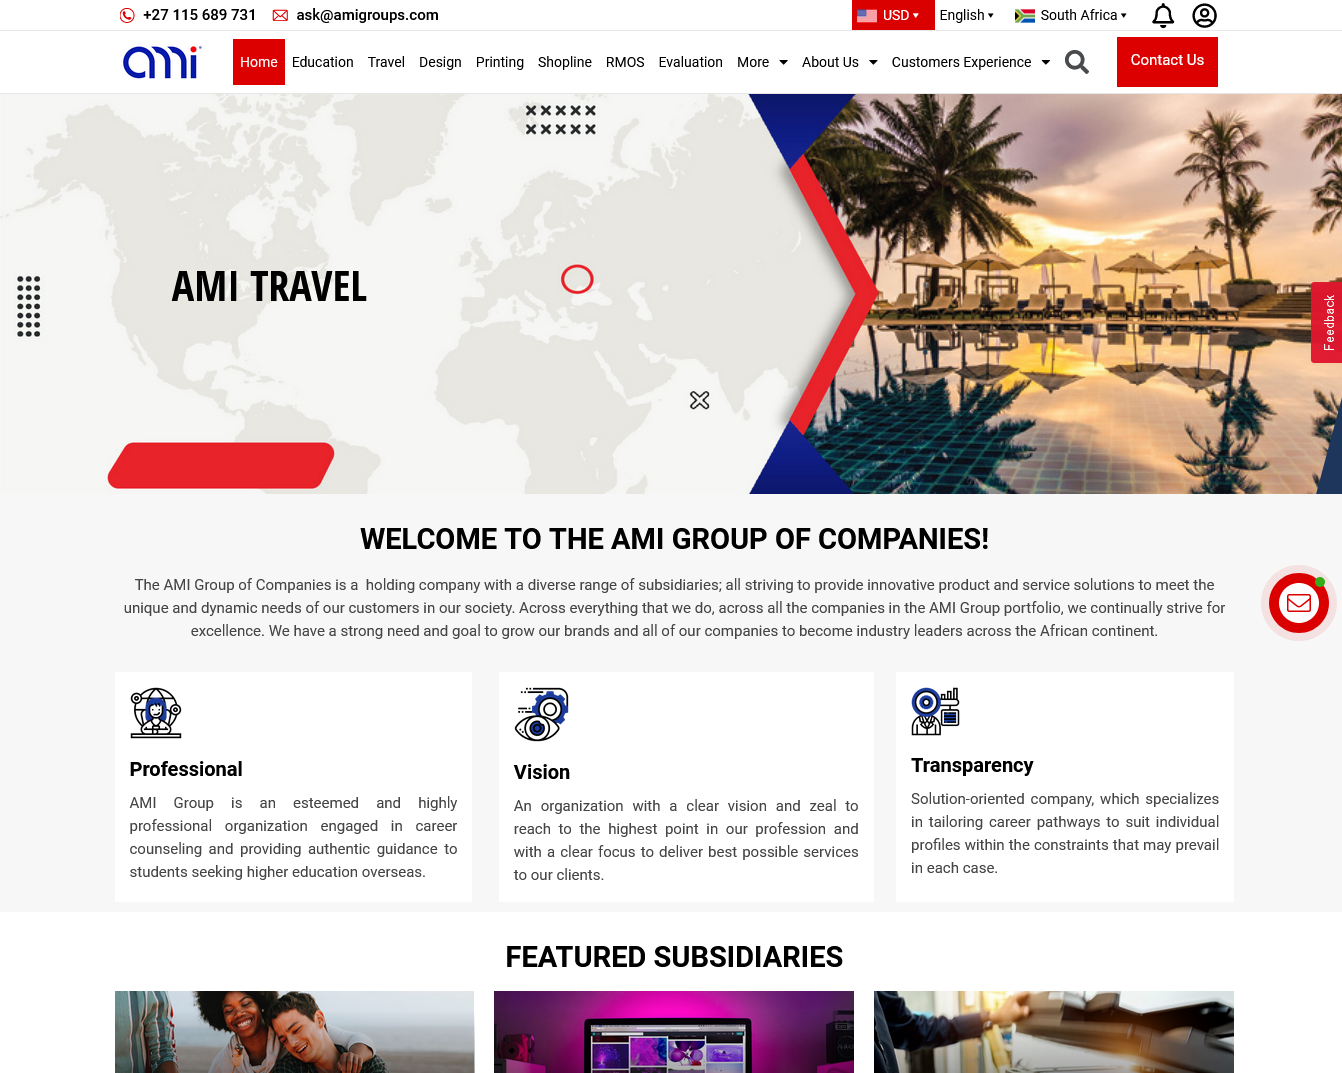 +27 115 689 731 ask@amigroups.com USD English South Africa
ami Home Education Travel Design Printing Shopline RMOS Evaluation More About Us Customers Experience Contact Us
AMI TRAVEL
Feedback
WELCOME TO THE AMI GROUP OF COMPANIES!
The AMI Group of Companies is a  holding company with a diverse range of subsidiaries; all striving to provide innovative product and service solutions to meet the
unique and dynamic needs of our customers in our society. Across everything that we do, across all the companies in the AMI Group portfolio, we continually strive for
excellence. We have a strong need and goal to grow our brands and all of our companies to become industry leaders across the African continent.
Professional
AMI Group is an esteemed and highly
professional organization engaged in career
counseling and providing authentic guidance to
students seeking higher education overseas.
Vision
An organization with a clear vision and zeal to
reach to the highest point in our profession and
with a clear focus to deliver best possible services
to our clients.
Transparency
Solution-oriented company, which specializes
in tailoring career pathways to suit individual
profiles within the constraints that may prevail
in each case.
FEATURED SUBSIDIARIES